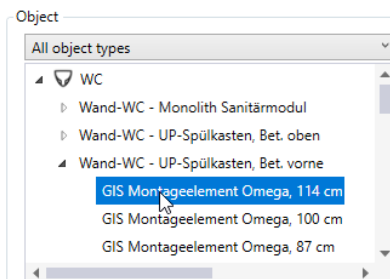 Object
All object types
WC
Wand-WC - Monolith Sanitärmodul
Wand-WC - UP-Spülkasten, Bet. oben
Wand-WC - UP-Spülkasten, Bet. vorne
GIS Montageelement Omega, 114 cm
GIS Montageelement Omega, 100 cm
GIS Montageelement Omega, 87 cm